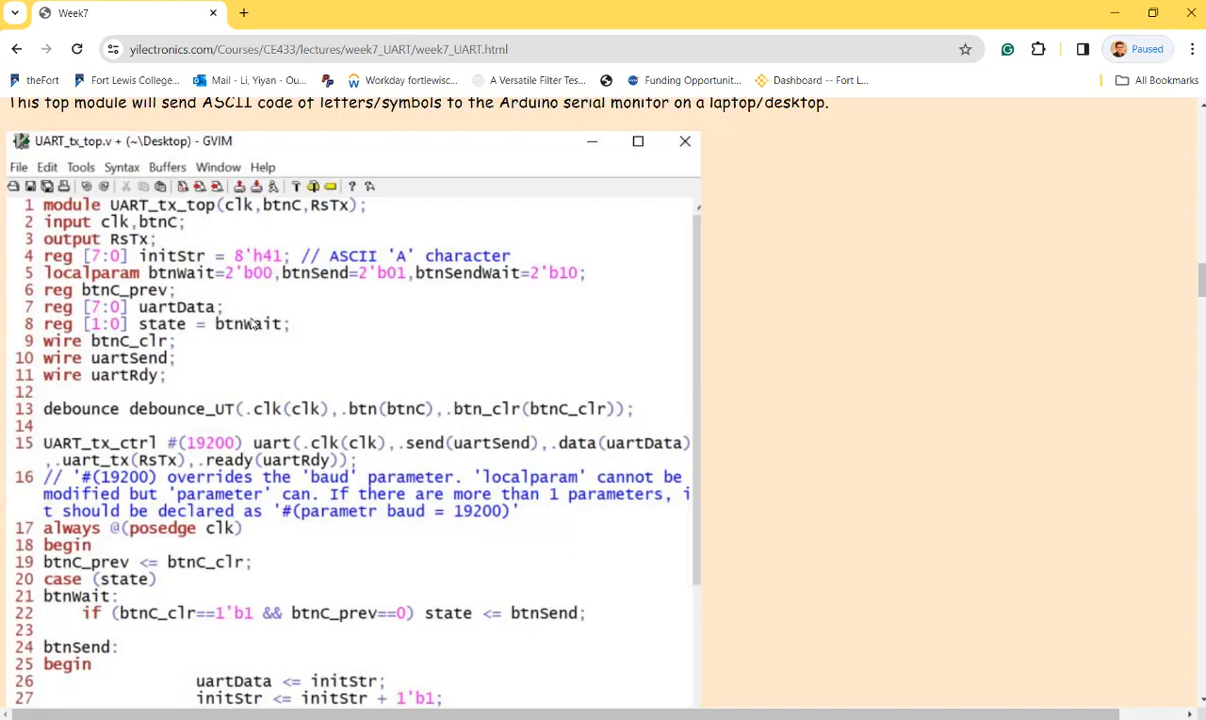 Week7
yilectronics.com/Courses/CE433/lectures/week7_UART/week7_UART.html
Paused
theFort
Fort Lewis College...
Mail - Li, Yiyan - Ou...
Workday fortlewisc...
A Versatile Filter Tes...
Funding Opportunit...
Dashboard -- Fort L...
All Bookmarks
This top module will send ASCII code of letters/symbols to the Arduino serial monitor on a laptop/desktop.
UART_tx_top.v + (~\Desktop) - GVIM
File Edit Tools Syntax Buffers Window Help
1 module UART_tx_top(clk,btnC,RsTx);
2 input clk,btnC;
3 output RsTx;
4 reg [7:0] initStr = 8'h41; // ASCII 'A' character
5 localparam btnWait=2'b00,btnSend=2'b01,btnSendWait=2'b10;
6 reg btnC_prev;
7 reg [7:0] uartData;
8 reg [1:0] state = btnWait;
9 wire btnC_clr;
10 wire uartSend;
11 wire uartRdy;
12
13 debounce debounce_UT(.clk(clk),.btn(btnC),.btn_clr(btnC_clr));
14
15 UART_tx_ctrl #(19200) uart(.clk(clk),.send(uartSend),.data(uartData)
,.uart_tx(RsTx),.ready(uartRdy));
16 // '#(19200) overrides the 'baud' parameter. 'localparam' cannot be
modified but 'parameter' can. If there are more than 1 parameters, i
t should be declared as '#(parametr baud = 19200)'
17 always @(posedge clk)
18 begin
19 btnC_prev <= btnC_clr;
20 case (state)
21 btnWait:
22 if (btnC_clr==1'b1 && btnC_prev==0) state <= btnSend;
23
24 btnSend:
25 begin
26 uartData <= initStr;
27 initStr <= initStr + 1'b1;